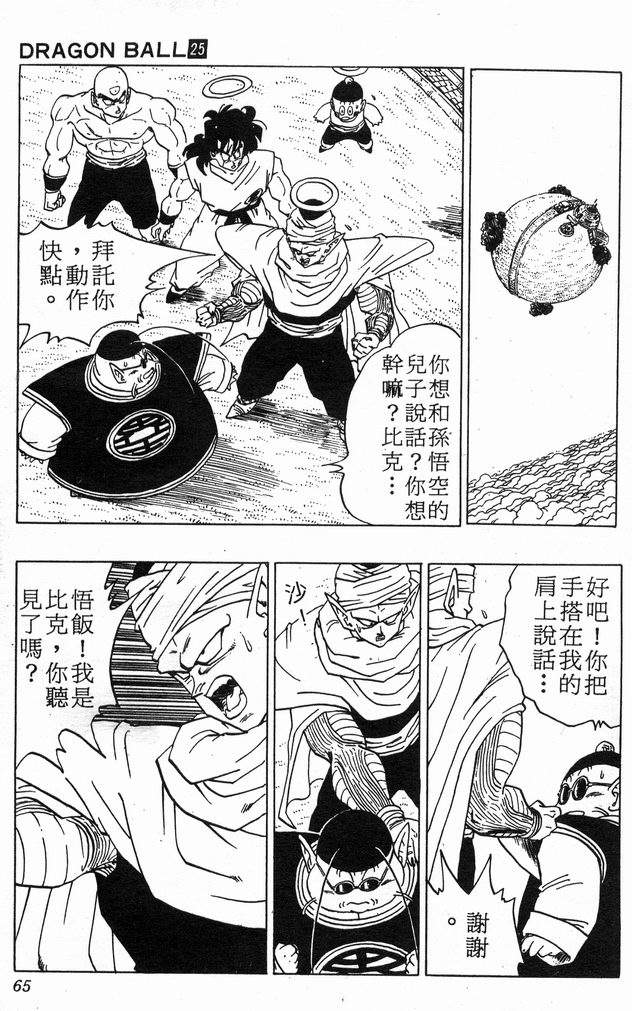 DRAGON BALL 25
你想和孫悟空的
兒子說話？你想
幹嘛？比克…
拜託你
，動作
快點。
好吧！你把
手搭在我的
肩上說話…
謝謝
。
沙‧
悟飯！我是
比克，你聽
見了嗎？
65